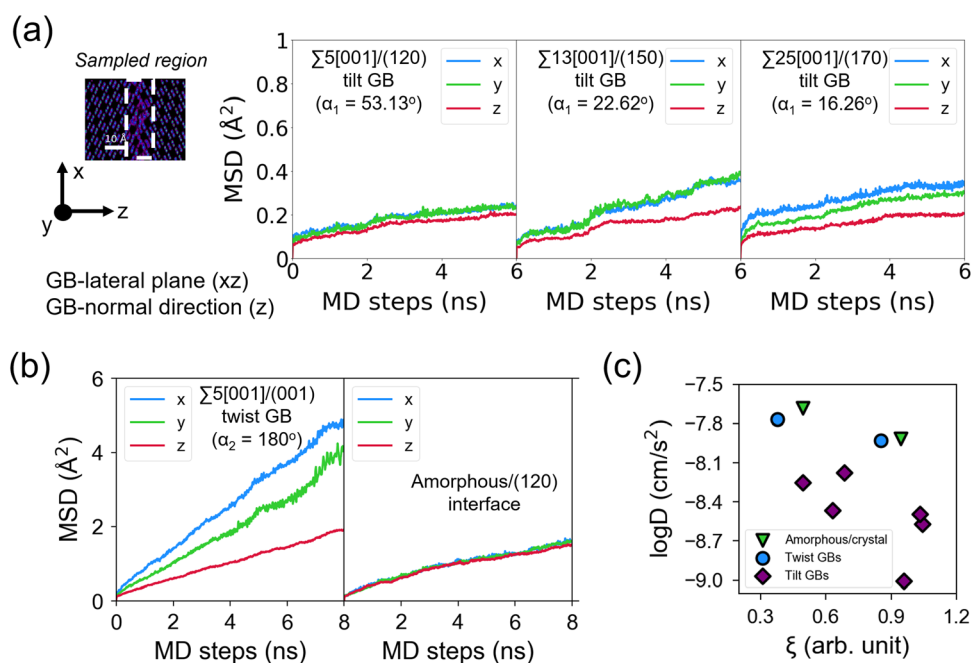 (a)
Sampled region
10 Å
x
y
z
GB-lateral plane (xz)
GB-normal direction (z)
MSD (Å²)
1
0.8
0.6
0.4
0.2
0
∑5[001]/(120)
tilt GB
(α₁ = 53.13º)
x
y
z
0
2
4
6
MD steps (ns)
∑13[001]/(150)
tilt GB
(α₁ = 22.62º)
x
y
z
2
4
6
MD steps (ns)
∑25[001]/(170)
tilt GB
(α₁ = 16.26º)
x
y
z
2
4
6
MD steps (ns)
(b)
MSD (Å²)
6
4
2
0
x
y
z
∑5[001]/(001)
twist GB
(α₂ = 180º)
0
2
4
6
8
MD steps (ns)
x
y
z
Amorphous/(120)
interface
2
4
6
8
MD steps (ns)
(c)
logD (cm/s²)
−7.5
−7.8
−8.1
−8.4
−8.7
−9.0
Amorphous/crystal
Twist GBs
Tilt GBs
0.3
0.6
0.9
1.2
ξ (arb. unit)